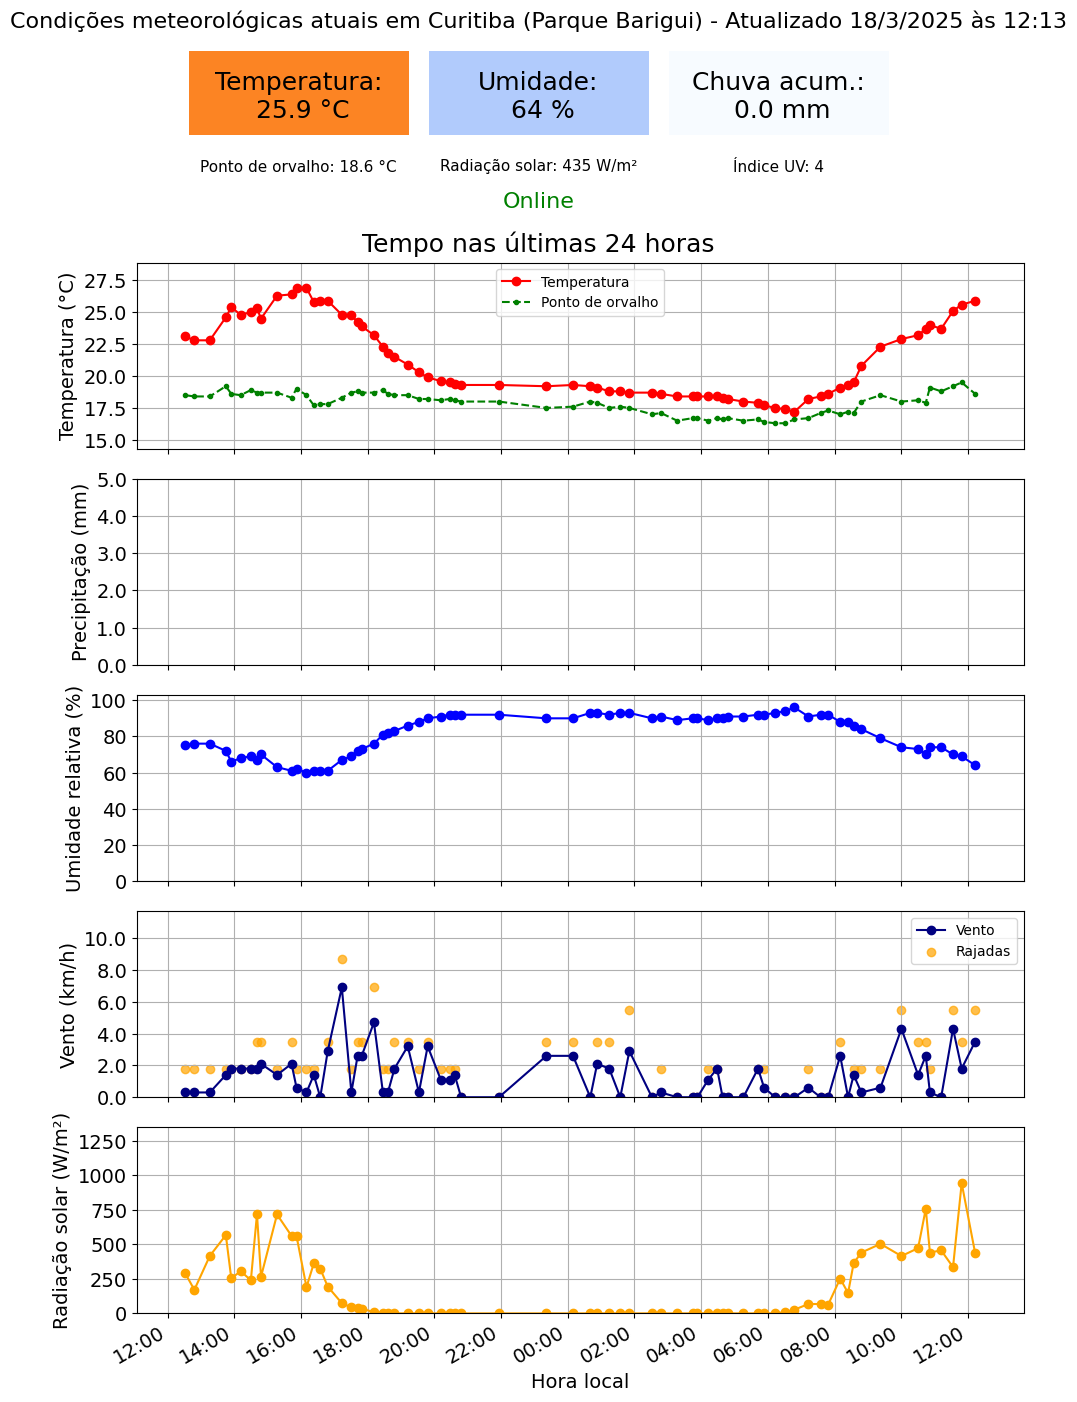 Condições meteorológicas atuais em Curitiba (Parque Barigui) - Atualizado 18/3/2025 às 12:13
Temperatura:
25.9 °C
Umidade:
64 %
Chuva acum.:
0.0 mm
Ponto de orvalho: 18.6 °C
Radiação solar: 435 W/m²
Índice UV: 4
Online
Tempo nas últimas 24 horas
Temperatura (°C)
27.5
25.0
22.5
20.0
17.5
15.0
Temperatura
Ponto de orvalho
Precipitação (mm)
5.0
4.0
3.0
2.0
1.0
0.0
Umidade relativa (%)
100
80
60
40
20
0
Vento (km/h)
10.0
8.0
6.0
4.0
2.0
0.0
Vento
Rajadas
Radiação solar (W/m²)
1250
1000
750
500
250
0
12:00
14:00
16:00
18:00
20:00
22:00
00:00
02:00
04:00
06:00
08:00
10:00
12:00
Hora local